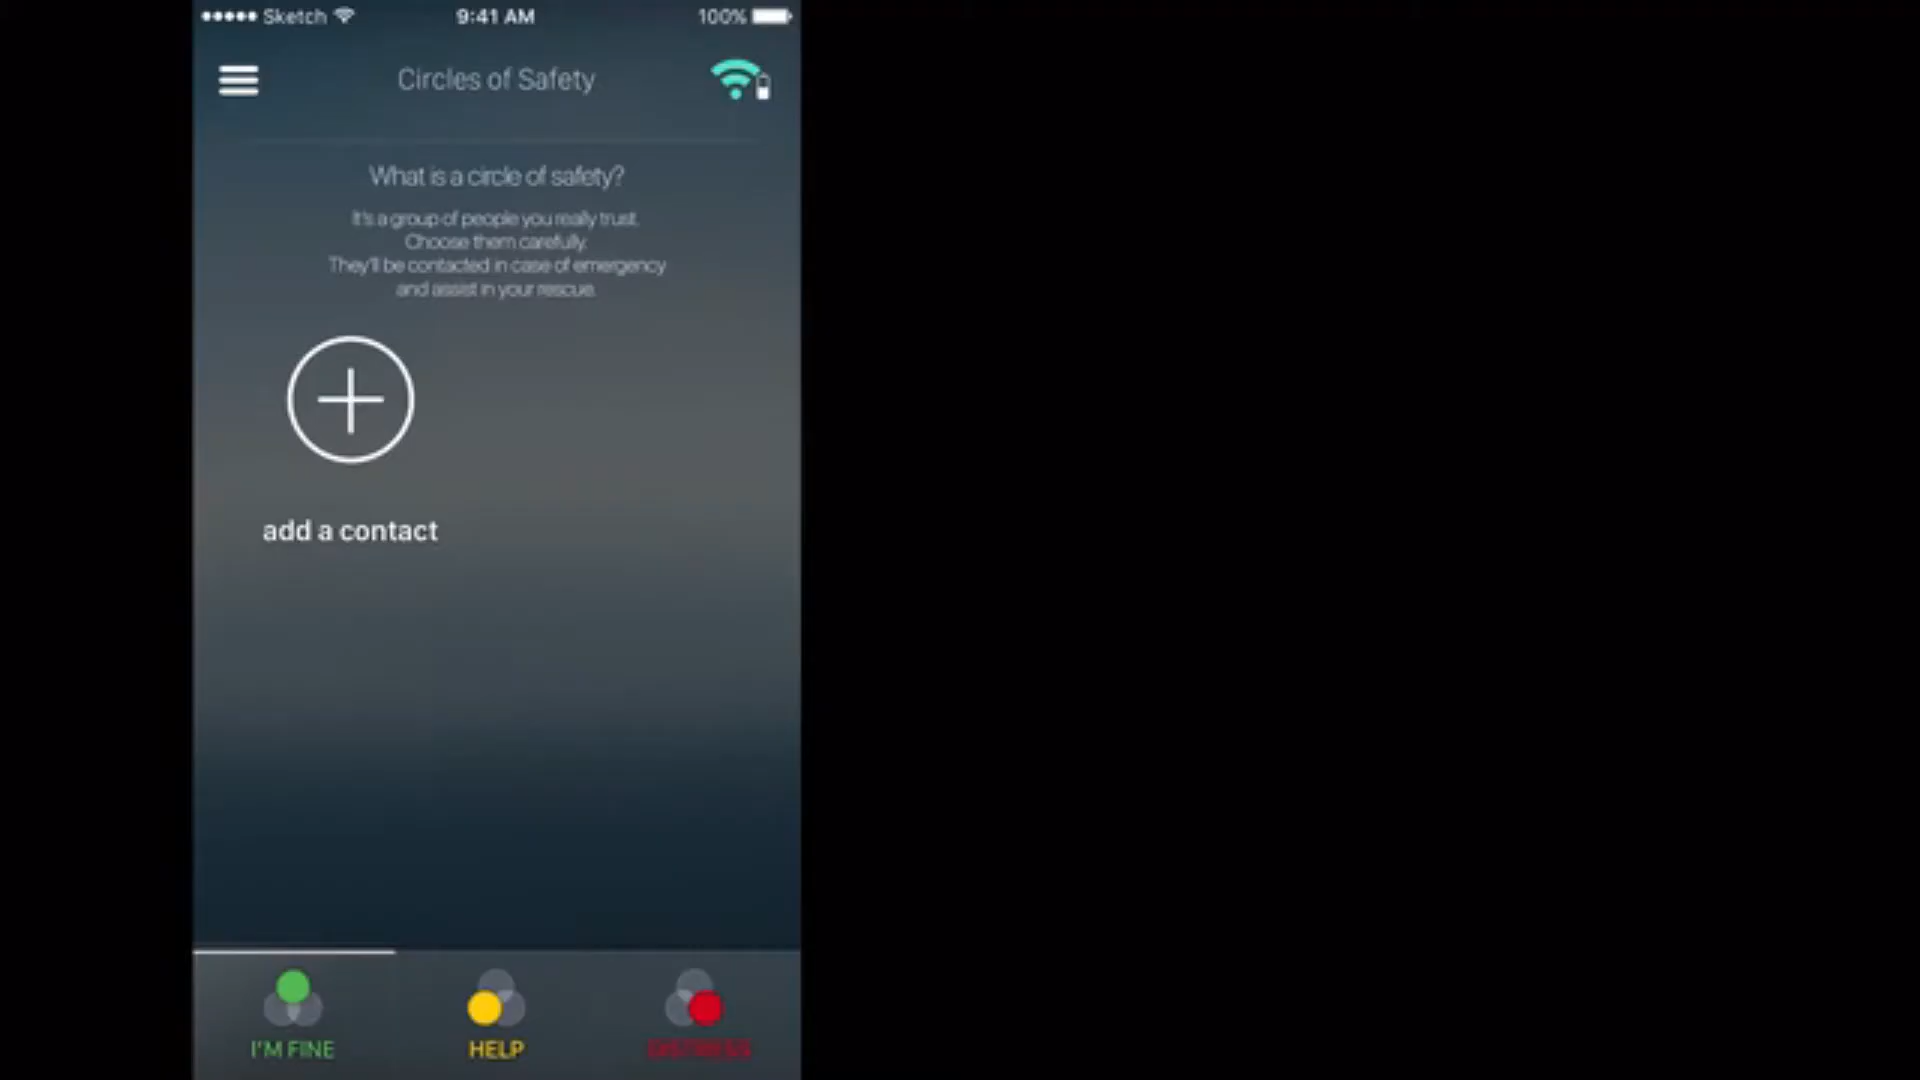 Sketch 9:41 AM 100%
Circles of Safety
What is a circle of safety?
It's a group of people you really trust.
Choose them carefully.
They'll be contacted in case of emergency
and assist in your rescue.
add a contact
I'M FINE HELP DISTRESS